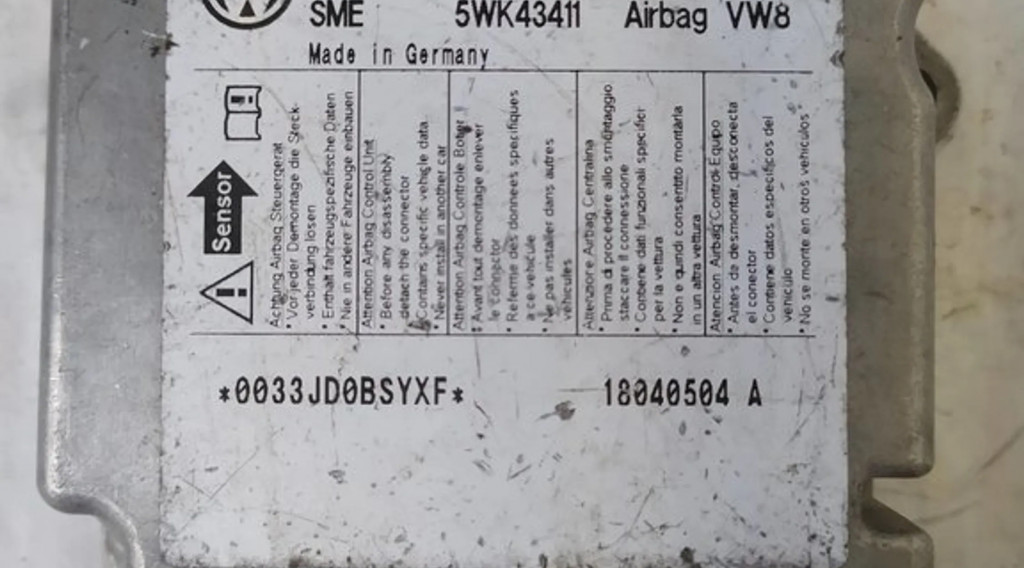 SME 5WK43411 Airbag VW8
Made in Germany
Sensor
Achtung Airbag Steuergerät
* Vor jeder Demontage die Steck-
verbindung lösen
* Enthält fahrzeugspezifische Daten
* Nie in andere Fahrzeuge einbauen
Attention Airbag Control Unit
* Before any disassembly
detach the connector
* Contains specific vehicle data.
* Never install in another car
Attention Airbag Controle Boitier
* Avant tout demontage enlever
le Conector
* Referme des donnees specifiques
a ce vehicule
* Ne pas installer dans autres
vehicules
Attenzione Airbag Centralina
* Prima di procedere allo smontaggio
staccare il connessione
* Contiene dati funzionali specifici
per la vettura
* Non e quindi consentito montarla
in un altra vettura
Atencion Airbag Control Equipo
* Antes de desmontar, desconecta
el conector
* Contiene datos especificos del
vehiculo
* No se monte en otros vehiculos
*0033JD0BSYXF* 18040504 A